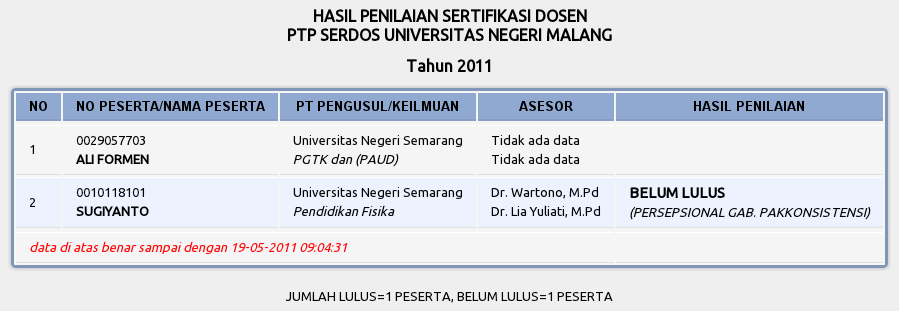 HASIL PENILAIAN SERTIFIKASI DOSEN
PTP SERDOS UNIVERSITAS NEGERI MALANG
Tahun 2011
NO NO PESERTA/NAMA PESERTA PT PENGUSUL/KEILMUAN ASESOR HASIL PENILAIAN
1 0029057703 Universitas Negeri Semarang Tidak ada data
ALI FORMEN PGTK dan (PAUD) Tidak ada data
2 0010118101 Universitas Negeri Semarang Dr. Wartono, M.Pd BELUM LULUS
SUGIYANTO Pendidikan Fisika Dr. Lia Yuliati, M.Pd (PERSEPSIONAL GAB. PAKKONSISTENSI)
data di atas benar sampai dengan 19-05-2011 09:04:31
JUMLAH LULUS=1 PESERTA, BELUM LULUS=1 PESERTA